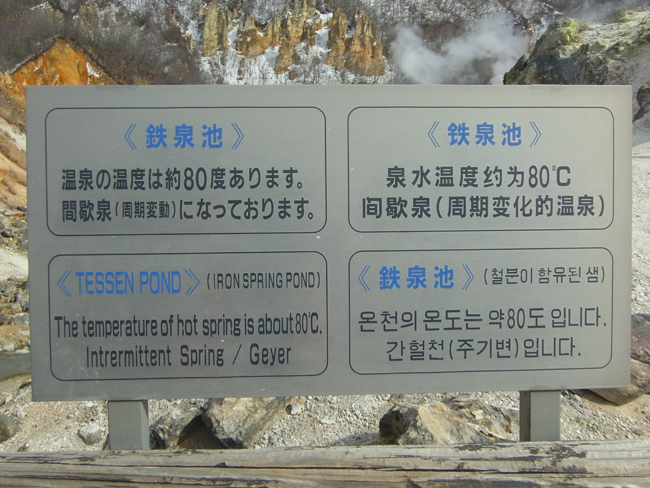 《鉄泉池》
温泉の温度は約80度あります。
間歇泉(周期変動)になっております。
《铁泉池》
泉水温度约为80℃
间歇泉(周期变化的温泉)
《TESSEN POND》(IRON SPRING POND)
The temperature of hot spring is about 80℃.
Intrermittent Spring / Geyer
《鉄泉池》(철분이 함유된 샘)
온천의 온도는 약80도 입니다.
간헐천(주기변)입니다.